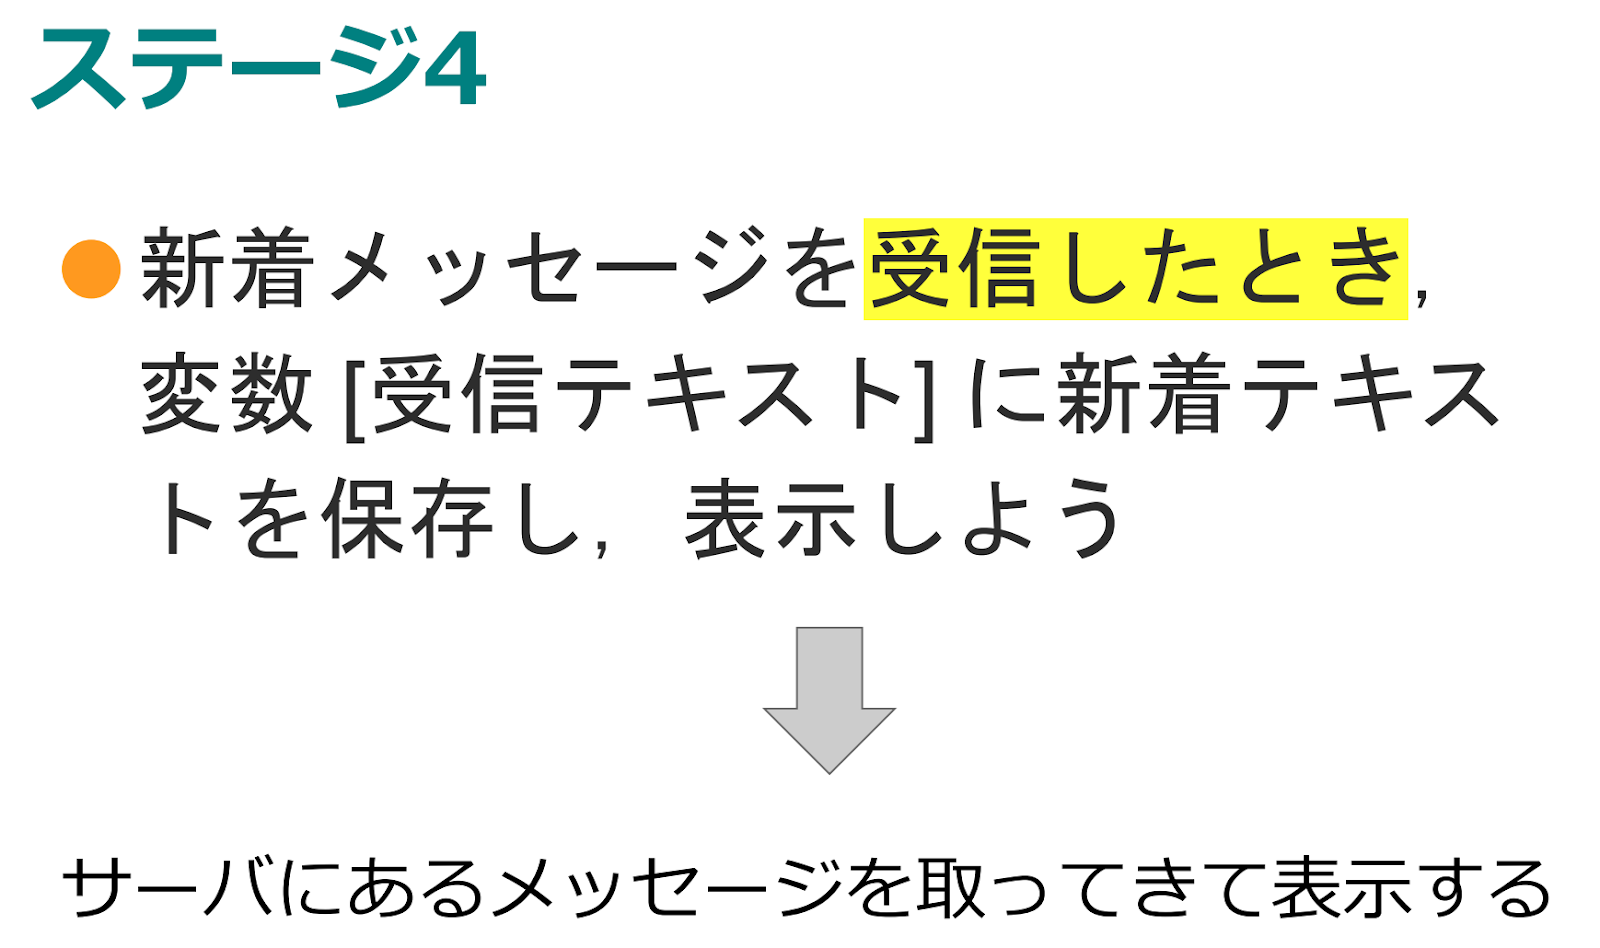 ステージ4
新着メッセージを受信したとき，
変数 [受信テキスト] に新着テキス
トを保存し，表示しよう
サーバにあるメッセージを取ってきて表示する